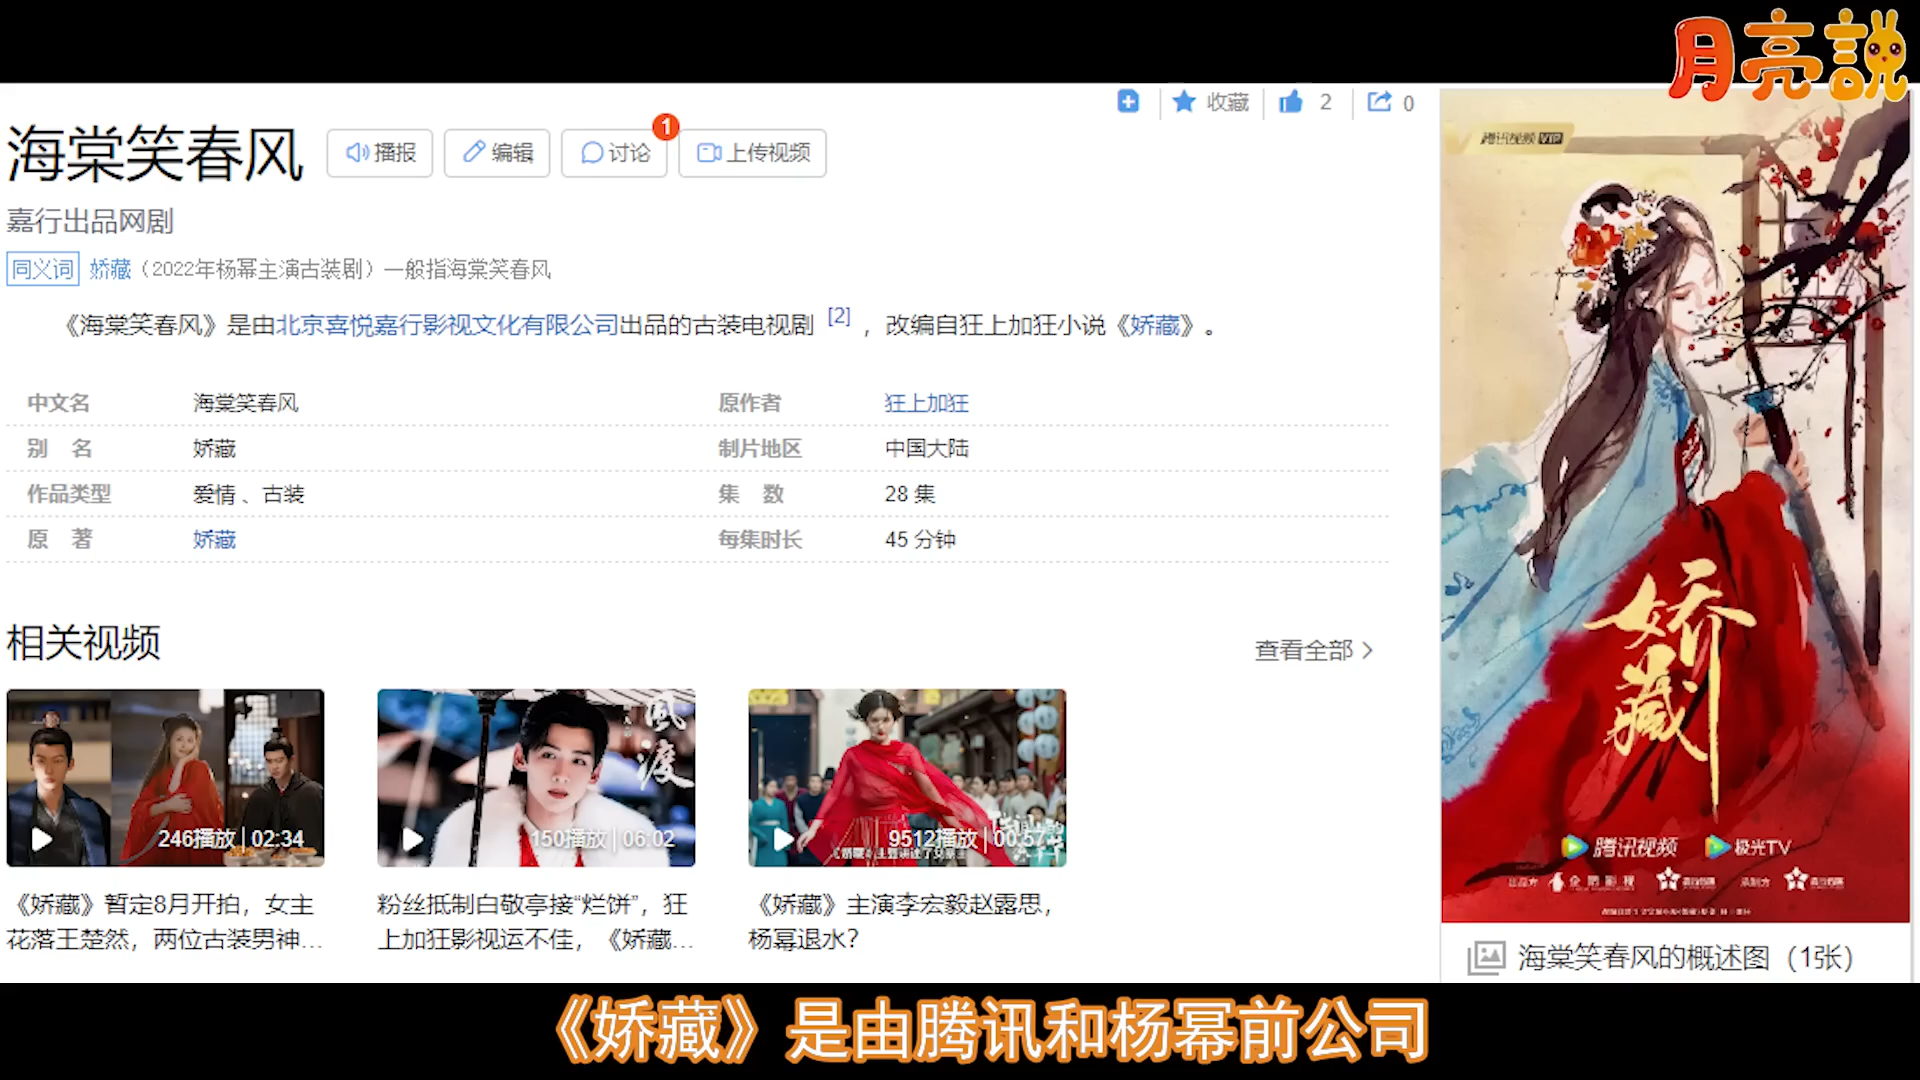 月亮說
收藏
2
0
海棠笑春风
播报
编辑
讨论
1
上传视频
腾讯视频 VIP
嘉行出品网剧
同义词 娇藏（2022年杨幂主演古装剧）一般指海棠笑春风
《海棠笑春风》是由北京喜悦嘉行影视文化有限公司出品的古装电视剧 [2] ，改编自狂上加狂小说《娇藏》。
中文名 海棠笑春风 原作者 狂上加狂
别 名 娇藏 制片地区 中国大陆
作品类型 爱情 、古装 集 数 28 集
原 著 娇藏 每集时长 45 分钟
娇藏
相关视频
查看全部
風渡
246播放 | 02:34
150播放 | 06:02
9512播放 | 00:57
腾讯视频 极光TV
出品方
《娇藏》暂定8月开拍，女主
花落王楚然，两位古装男神...
粉丝抵制白敬亭接“烂饼”，狂
上加狂影视运不佳，《娇藏...
《娇藏》主演李宏毅赵露思，
杨幂退水？
海棠笑春风的概述图（1张）
《娇藏》是由腾讯和杨幂前公司